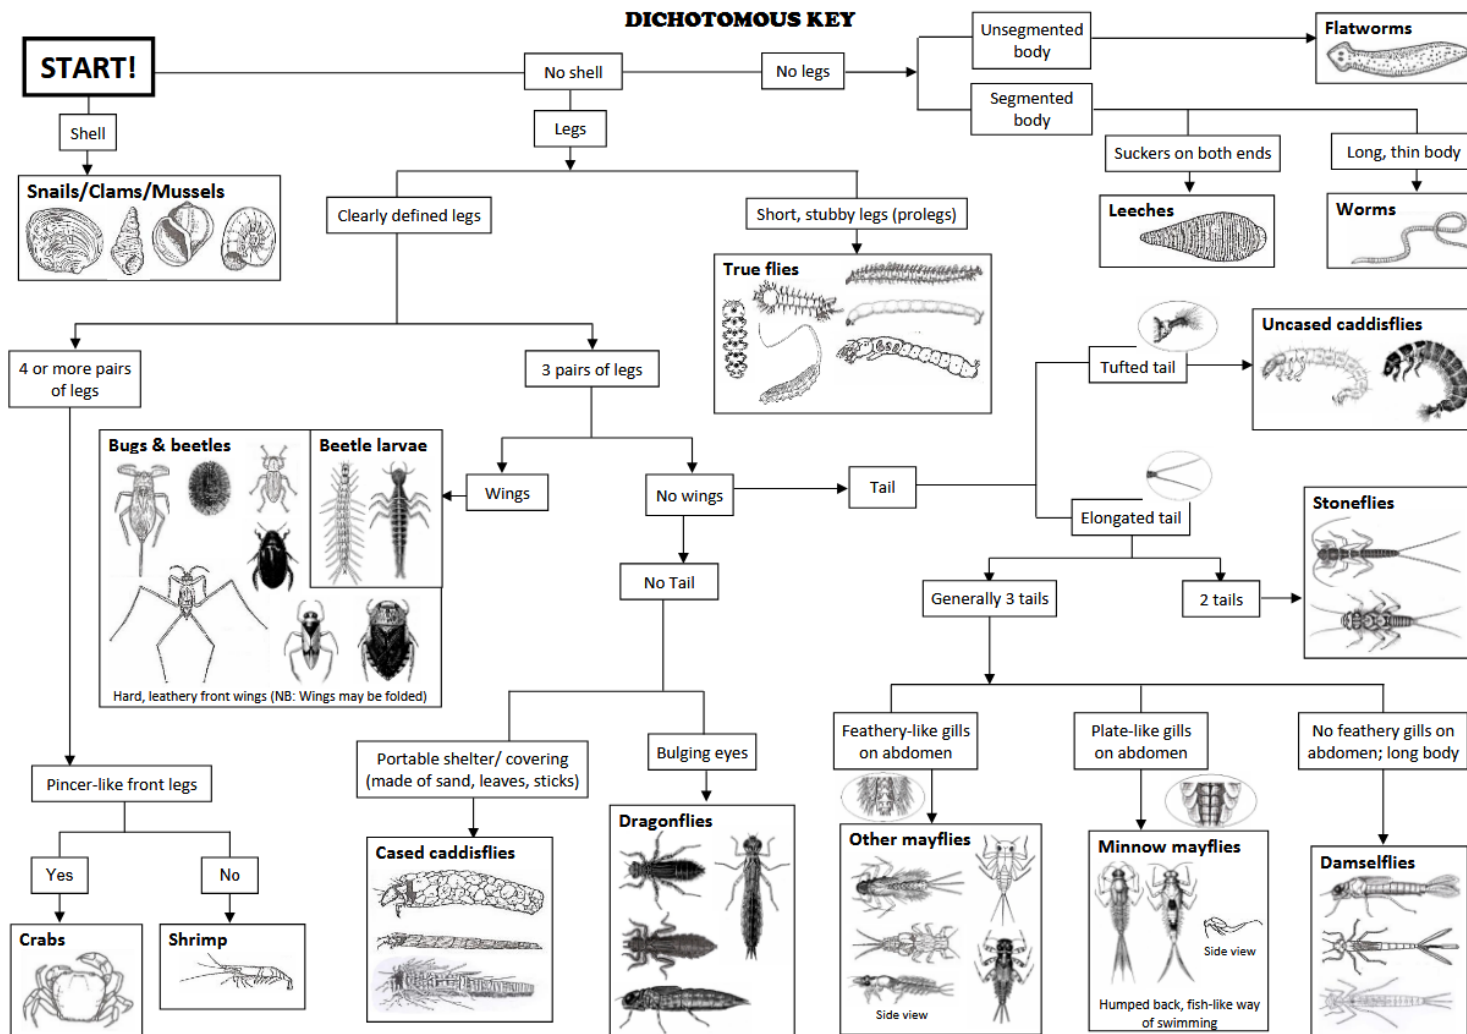 DICHOTOMOUS KEY
START!
No shell
No legs
Unsegmented
body
Flatworms
Segmented
body
Shell
Legs
Suckers on both ends
Long, thin body
Snails/Clams/Mussels
Clearly defined legs
Short, stubby legs (prolegs)
Leeches
Worms
True flies
4 or more pairs
of legs
3 pairs of legs
Tufted tail
Uncased caddisflies
Bugs & beetles
Beetle larvae
Wings
No wings
Tail
Elongated tail
Stoneflies
No Tail
Generally 3 tails
2 tails
Hard, leathery front wings (NB: Wings may be folded)
Portable shelter/ covering
(made of sand, leaves, sticks)
Bulging eyes
Feathery-like gills
on abdomen
Plate-like gills
on abdomen
No feathery gills on
abdomen; long body
Pincer-like front legs
Yes
No
Cased caddisflies
Dragonflies
Other mayflies
Side view
Minnow mayflies
Side view
Humped back, fish-like way
of swimming
Damselflies
Crabs
Shrimp